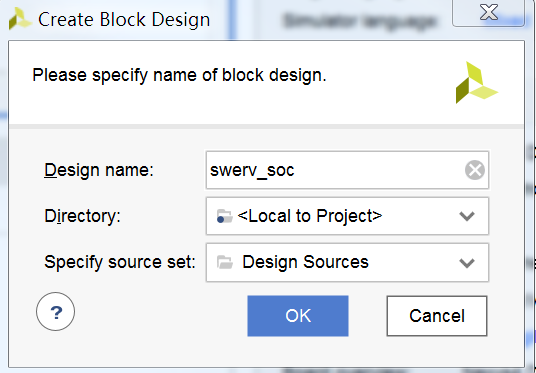 Create Block Design
Simulator language:
Please specify name of block design.
Design name: swerv_soc
Directory: <Local to Project>
Specify source set: Design Sources
? OK Cancel